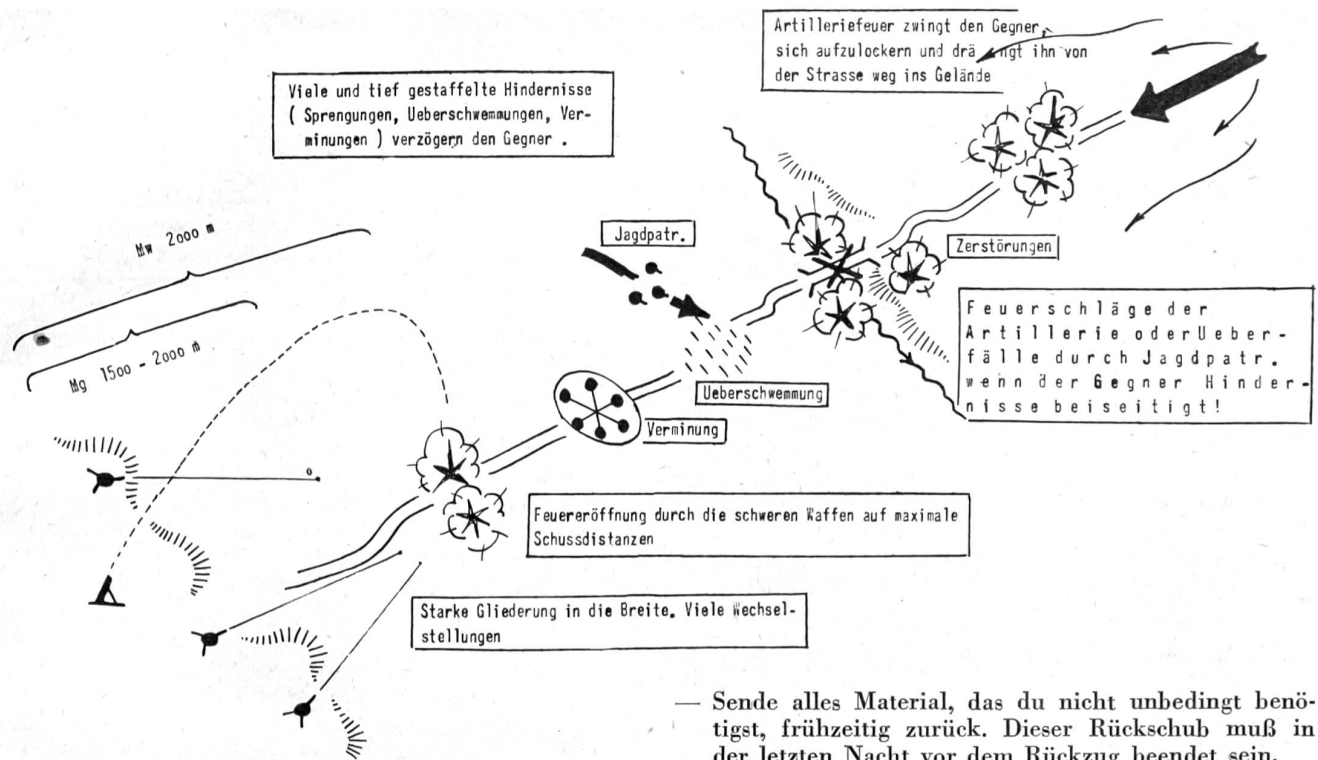 Artilleriefeuer zwingt den Gegner,
sich aufzulockern und drä ngt ihn von
der Strasse weg ins Gelände
Viele und tief gestaffelte Hindernisse
( Sprengungen, Ueberschwemmungen, Ver-
minungen ) verzögern den Gegner .
Mw 2000 m
Mg 1500 - 2000 m
Jagdpatr.
Zerstörungen
Feuerschläge der
Artillerie oder Ueber-
fälle durch Jagdpatr.
wenn der Gegner Hinder-
nisse beiseitigt!
Ueberschwemmung
Verminung
Feuereröffnung durch die schweren Waffen auf maximale
Schussdistanzen
Starke Gliederung in die Breite. Viele Wechsel-
stellungen
— Sende alles Material, das du nicht unbedingt benö-
tigst, frühzeitig zurück. Dieser Rückschub muß in
der letzten Nacht vor dem Rückzug beendet sein.